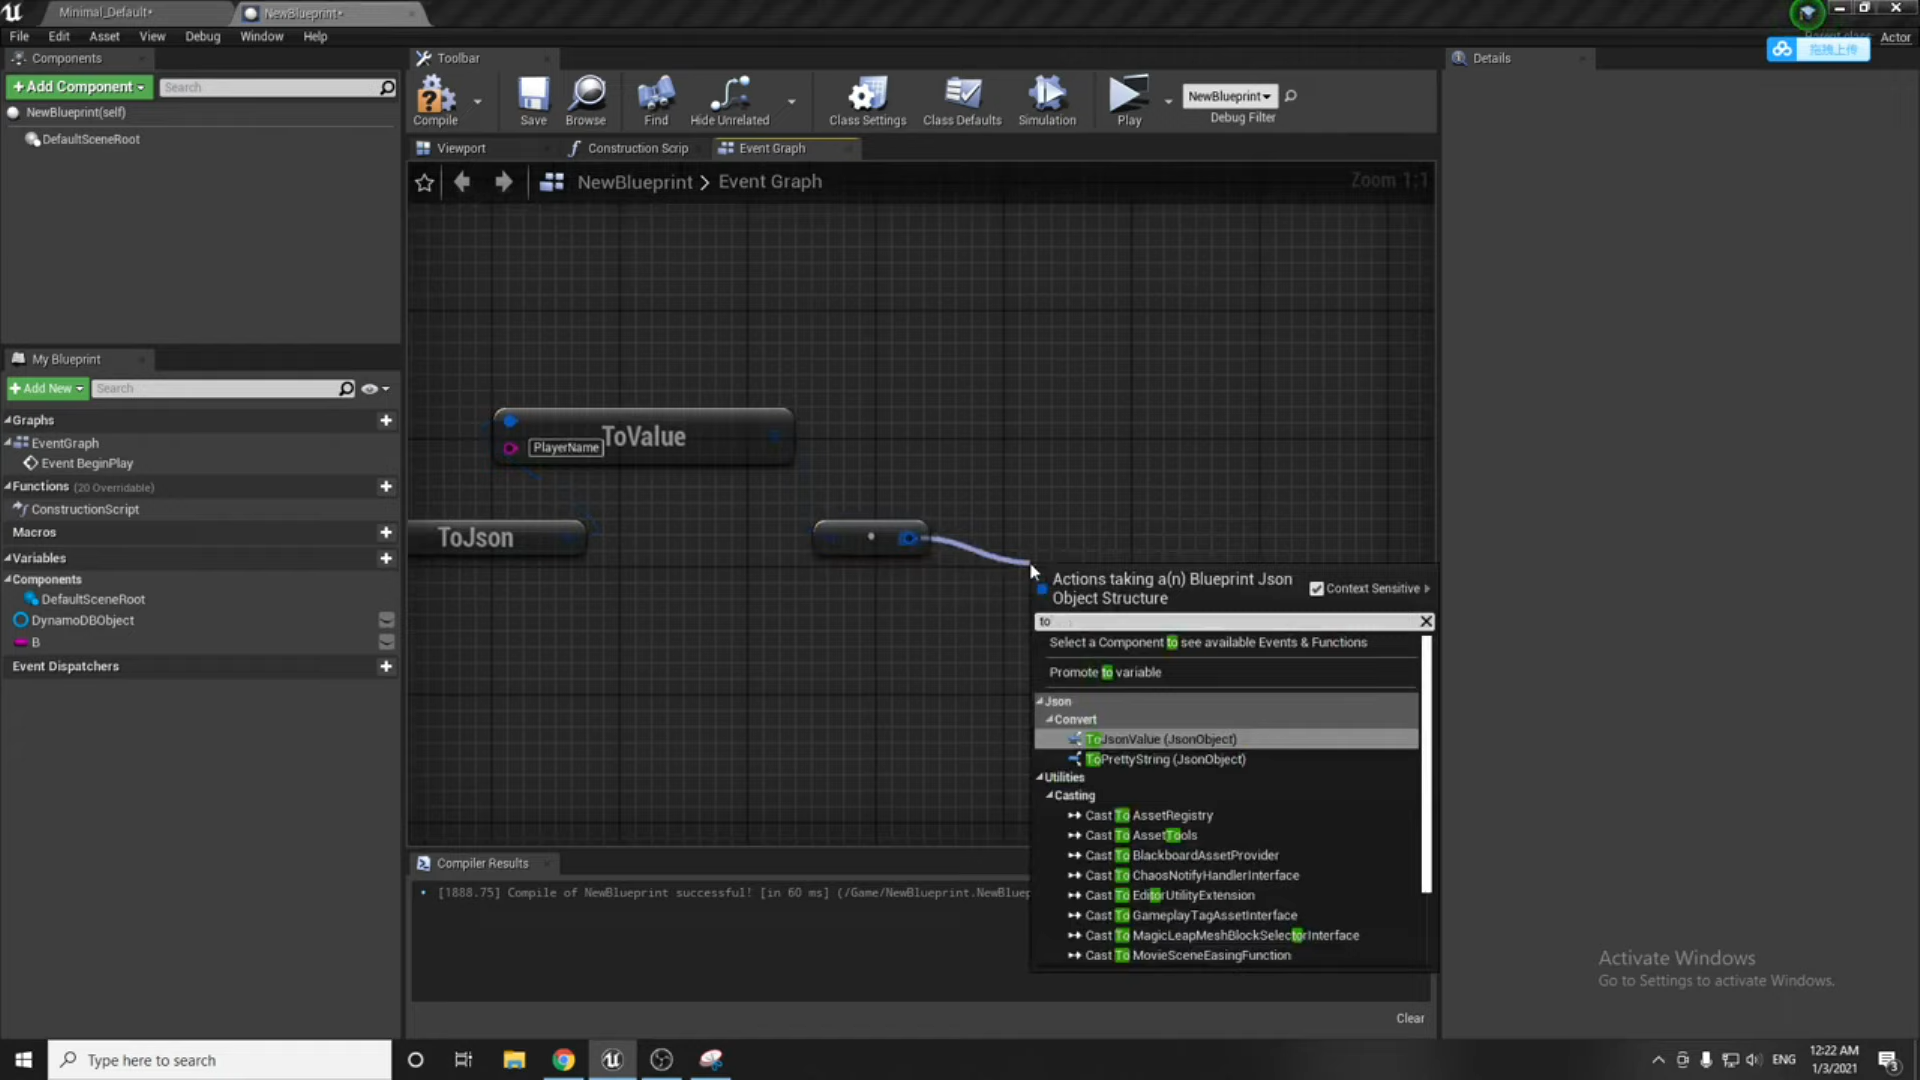 Minimal_Default*
NewBlueprint*
File Edit Asset View Debug Window Help
Parent class: Actor
拖拽上传
Components
+Add Component
Search
NewBlueprint(self)
DefaultSceneRoot
My Blueprint
+Add New
Search
Graphs
EventGraph
Event BeginPlay
Functions (20 Overridable)
ConstructionScript
Macros
Variables
Components
DefaultSceneRoot
DynamoDBObject
B
Event Dispatchers
Toolbar
Compile
Save
Browse
Find
Hide Unrelated
Class Settings
Class Defaults
Simulation
Play
NewBlueprint
Debug Filter
Viewport
Construction Scrip
Event Graph
NewBlueprint > Event Graph
Zoom 1:1
ToValue
PlayerName
ToJson
Actions taking a(n) Blueprint Json
Object Structure
Context Sensitive
to
Select a Component to see available Events & Functions
Promote to variable
Json
Convert
ToJsonValue (JsonObject)
ToPrettyString (JsonObject)
Utilities
Casting
Cast To AssetRegistry
Cast To AssetTools
Cast To BlackboardAssetProvider
Cast To ChaosNotifyHandlerInterface
Cast To EditorUtilityExtension
Cast To GameplayTagAssetInterface
Cast To MagicLeapMeshBlockSelectorInterface
Cast To MovieSceneEasingFunction
Compiler Results
[1888.75] Compile of NewBlueprint successful! [in 60 ms] (/Game/NewBlueprint.NewBluep
Clear
Details
Activate Windows
Go to Settings to activate Windows.
Type here to search
ENG
12:22 AM
1/3/2021
3